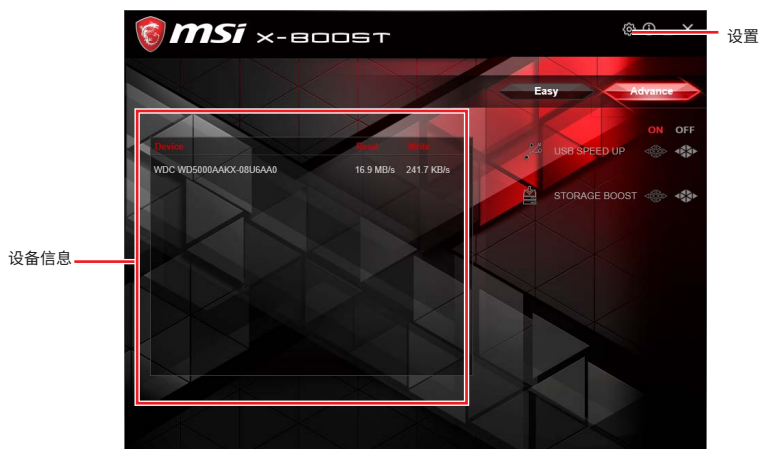 msi X-BOOST
设置
Easy Advance
ON OFF
Device Read Write
USB SPEED UP
WDC WD5000AAKX-08U6AA0 16.9 MB/s 241.7 KB/s
STORAGE BOOST
设备信息